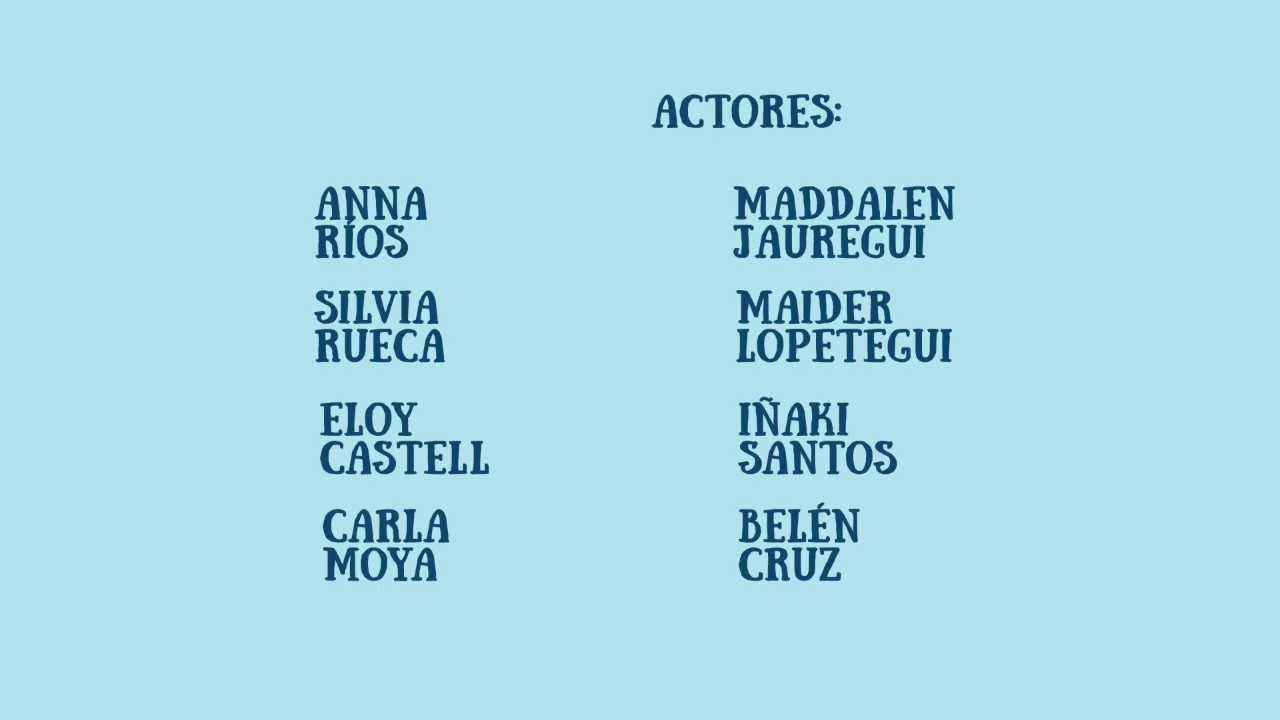 ACTORES:
ANNA
RÍOS
SILVIA
RUECA
ELOY
CASTELL
CARLA
MOYA
MADDALEN
JAUREGUI
MAIDER
LOPETEGUI
IÑAKI
SANTOS
BELÉN
CRUZ